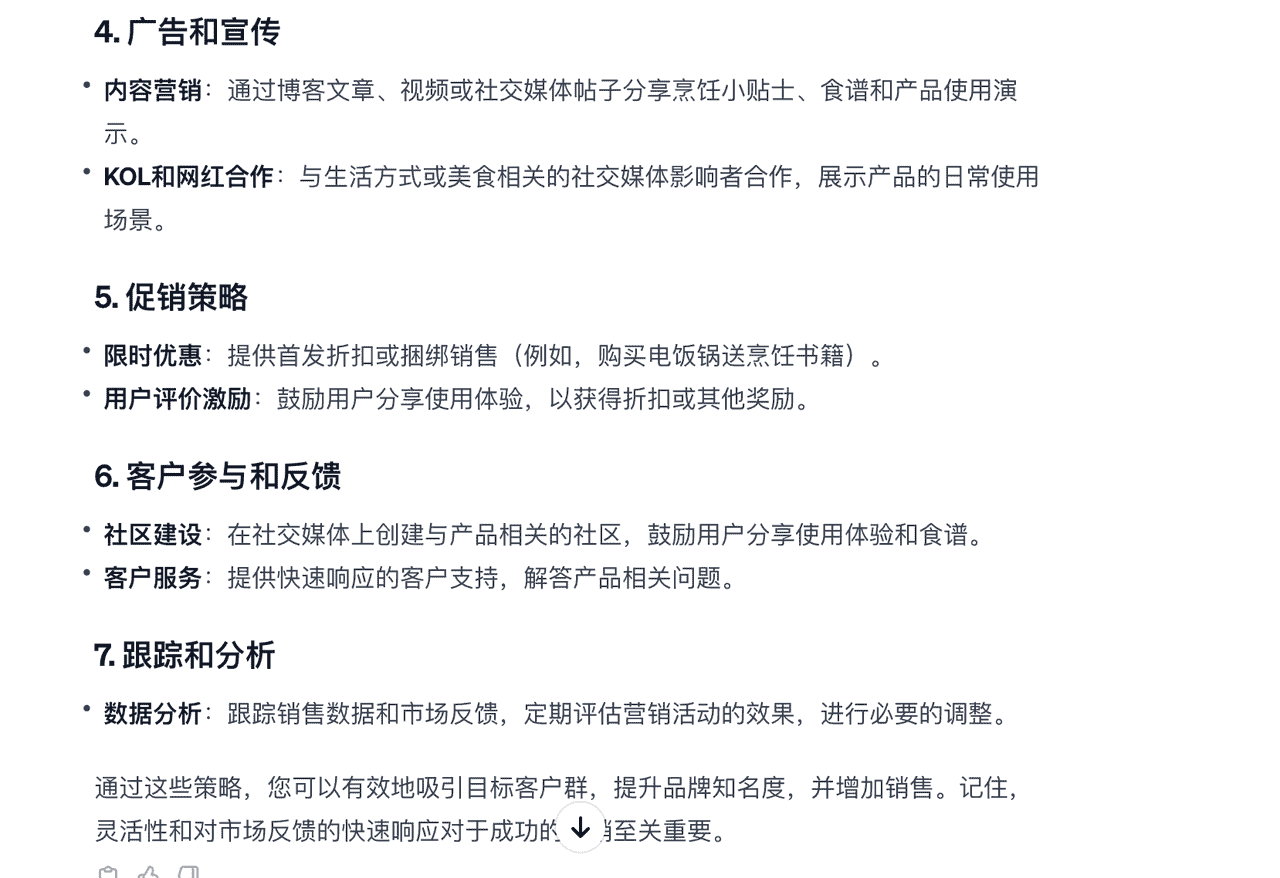 4. 广告和宣传
• 内容营销：通过博客文章、视频或社交媒体帖子分享烹饪小贴士、食谱和产品使用演
示。
• KOL和网红合作：与生活方式或美食相关的社交媒体影响者合作，展示产品的日常使用
场景。
5. 促销策略
• 限时优惠：提供首发折扣或捆绑销售（例如，购买电饭锅送烹饪书籍）。
• 用户评价激励：鼓励用户分享使用体验，以获得折扣或其他奖励。
6. 客户参与和反馈
• 社区建设：在社交媒体上创建与产品相关的社区，鼓励用户分享使用体验和食谱。
• 客户服务：提供快速响应的客户支持，解答产品相关问题。
7. 跟踪和分析
• 数据分析：跟踪销售数据和市场反馈，定期评估营销活动的效果，进行必要的调整。
通过这些策略，您可以有效地吸引目标客户群，提升品牌知名度，并增加销售。记住，
灵活性和对市场反馈的快速响应对于成功的销至关重要。